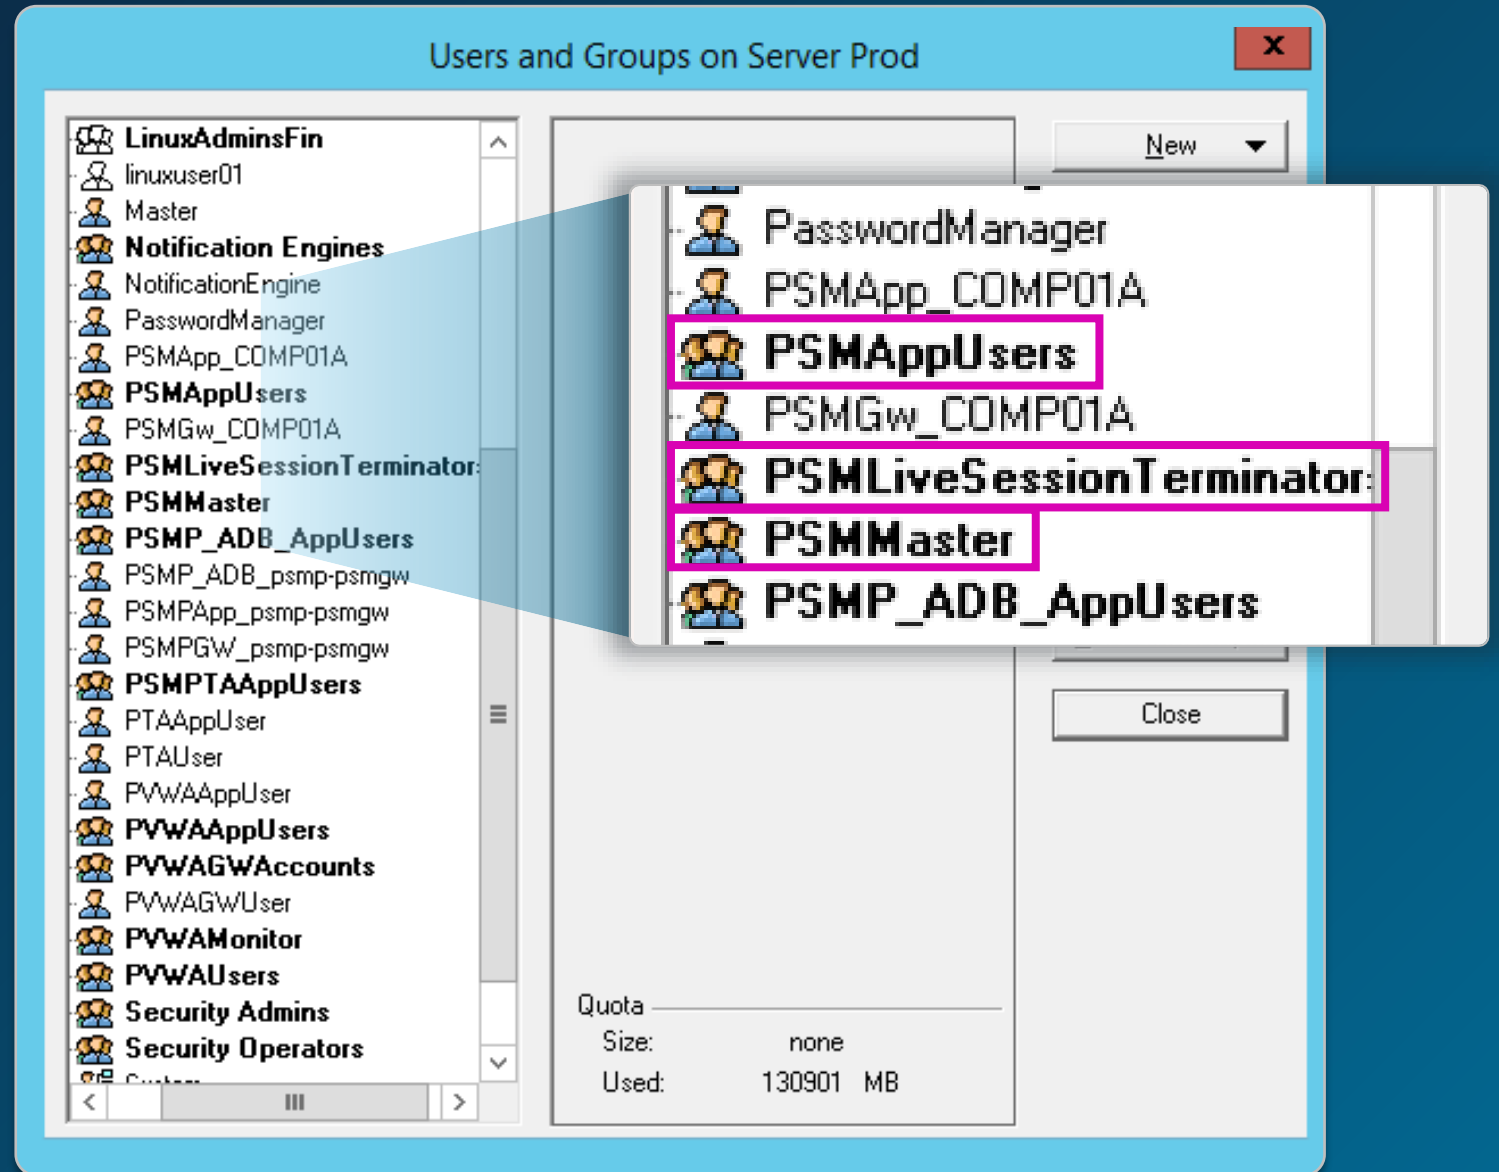 Users and Groups on Server Prod
x
LinuxAdminsFin
linuxuser01
Master
Notification Engines
NotificationEngine
PasswordManager
PSMApp_COMP01A
PSMAppUsers
PSMGw_COMP01A
PSMLiveSessionTerminator
PSMMaster
PSMP_ADB_AppUsers
PSMP_ADB_psmp-psmgw
PSMPApp_psmp-psmgw
PSMPGW_psmp-psmgw
PSMPTAAppUsers
PTAAppUser
PTAUser
PVWAAppUser
PVWAAppUsers
PVWAGWAccounts
PVWAGWUser
PVWAMonitor
PVWAUsers
Security Admins
Security Operators
New
PasswordManager
PSMApp_COMP01A
PSMAppUsers
PSMGw_COMP01A
PSMLiveSessionTerminator
PSMMaster
PSMP_ADB_AppUsers
Close
Quota
Size: none
Used: 130901 MB